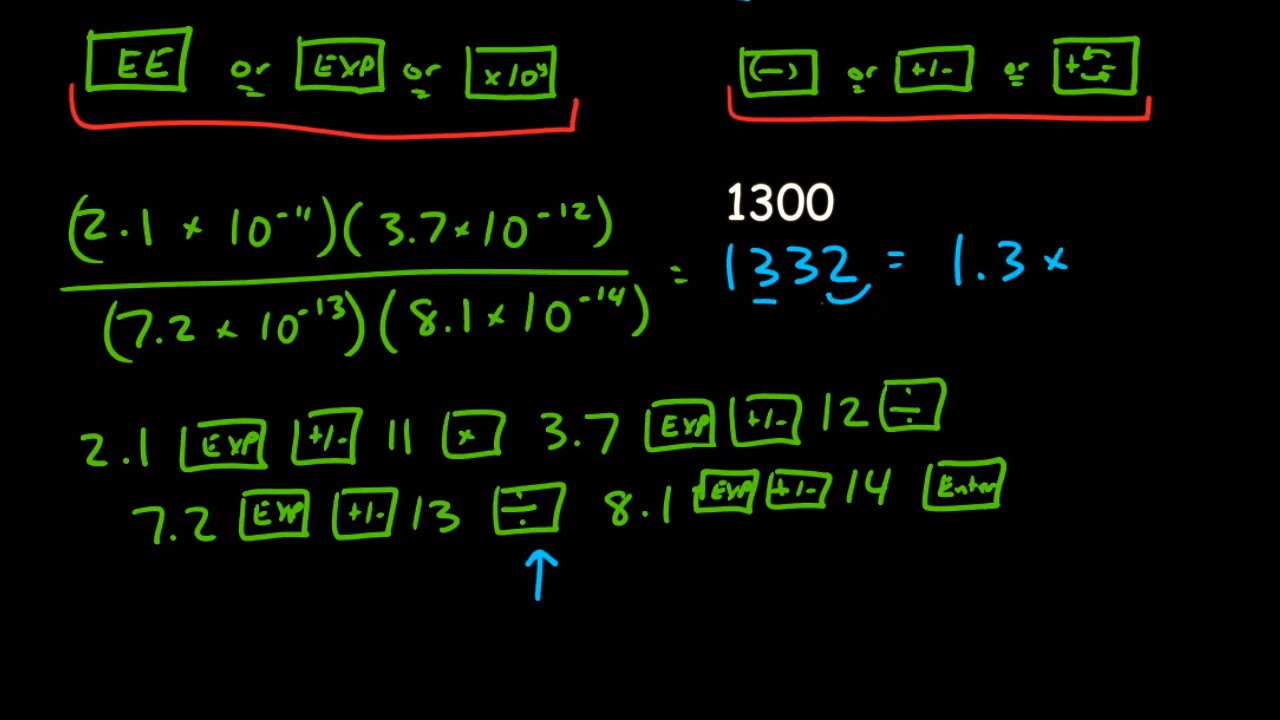 EE or EXP or x10ʸ (−) or +/- or +⇆-
1300
(2.1 × 10⁻¹¹)(3.7 × 10⁻¹²) / (7.2 × 10⁻¹³)(8.1 × 10⁻¹⁴) = 1332 = 1.3 ×
2.1 EXP +/- 11 × 3.7 EXP +/- 12 ÷
7.2 EXP +/- 13 ÷ 8.1 EXP +/- 14 Enter